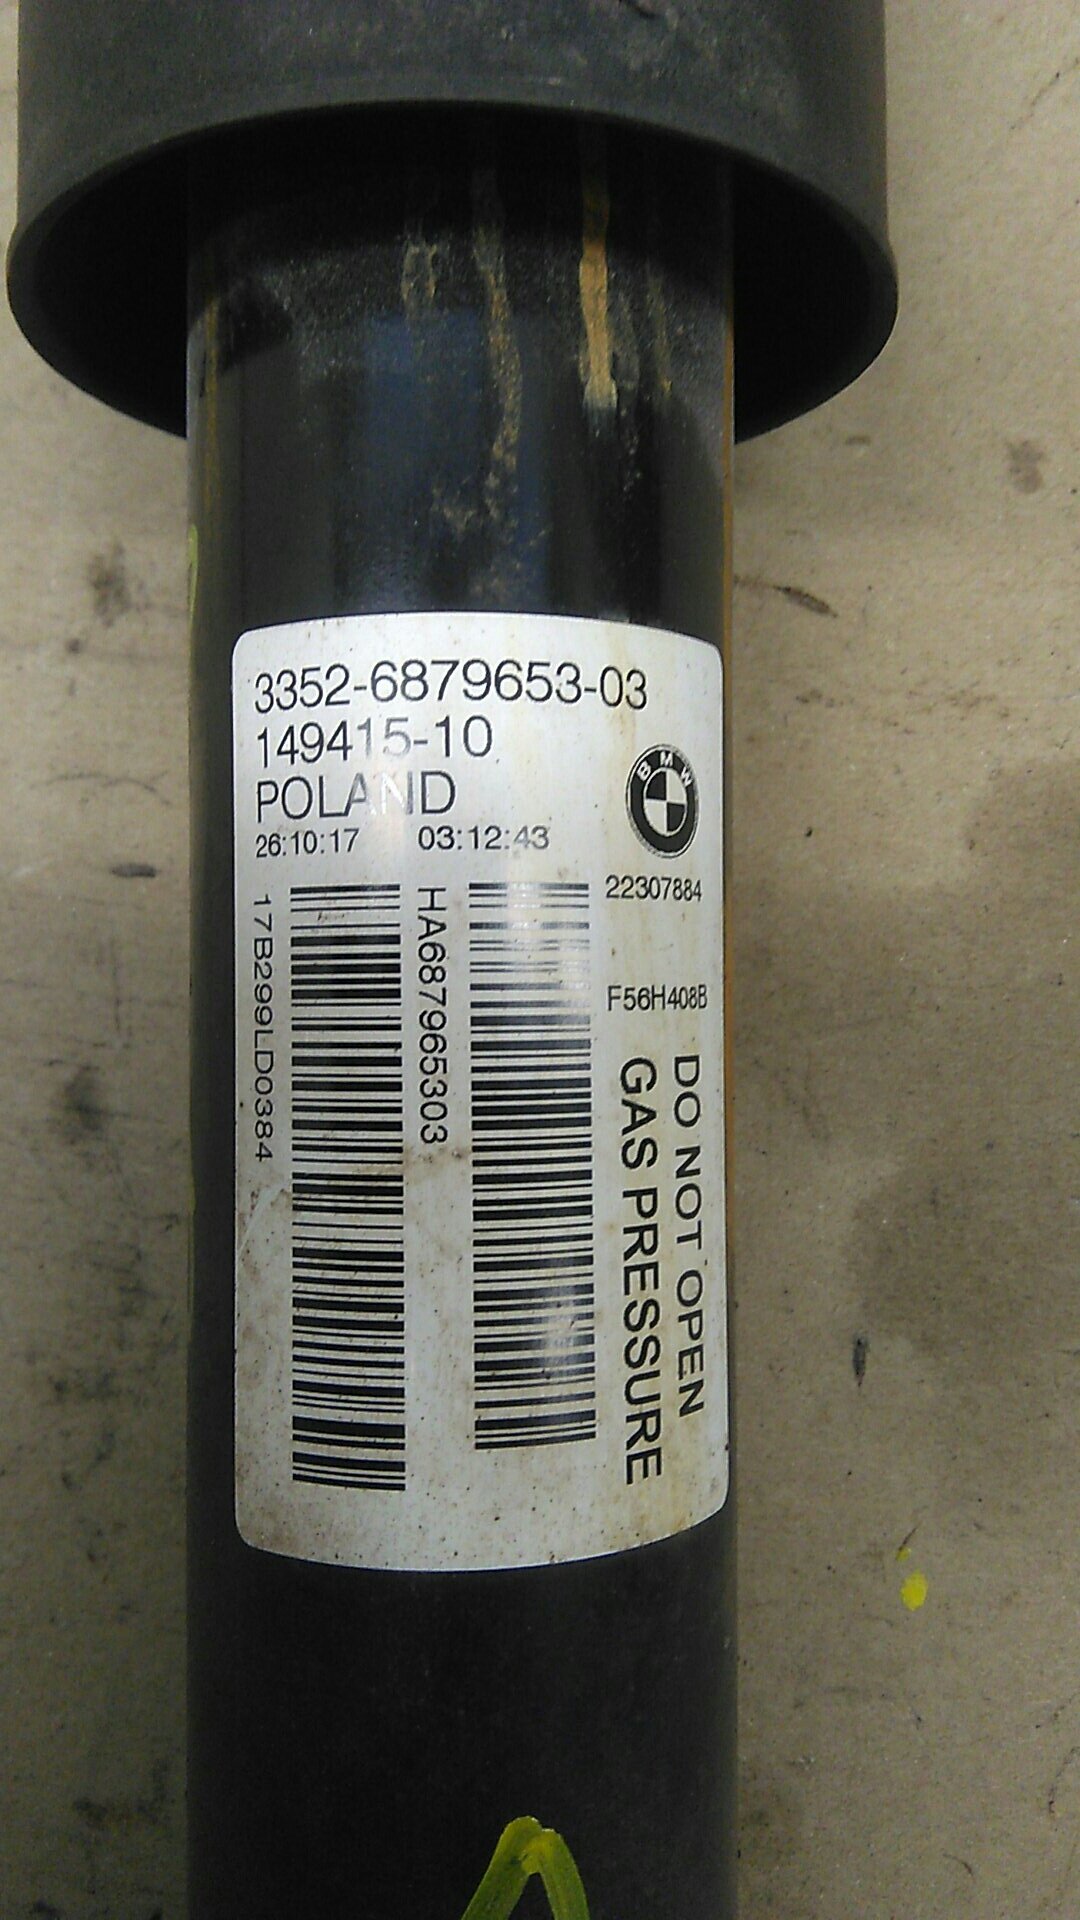 3352-6879653-03
149415-10
POLAND
26:10:17 03:12:43
BMW
22307884
F56H408B
17B299LD0384
HA687965303
DO NOT OPEN
GAS PRESSURE